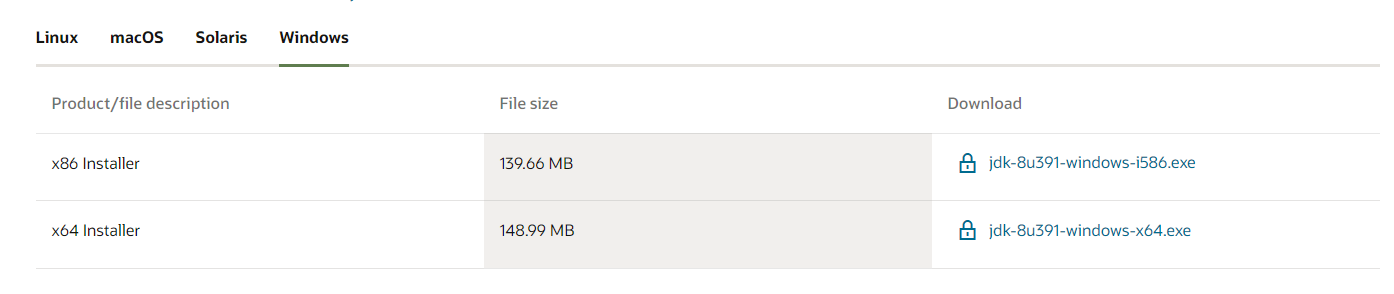 Linux macOS Solaris Windows
Product/file description File size Download
x86 Installer 139.66 MB jdk-8u391-windows-i586.exe
x64 Installer 148.99 MB jdk-8u391-windows-x64.exe